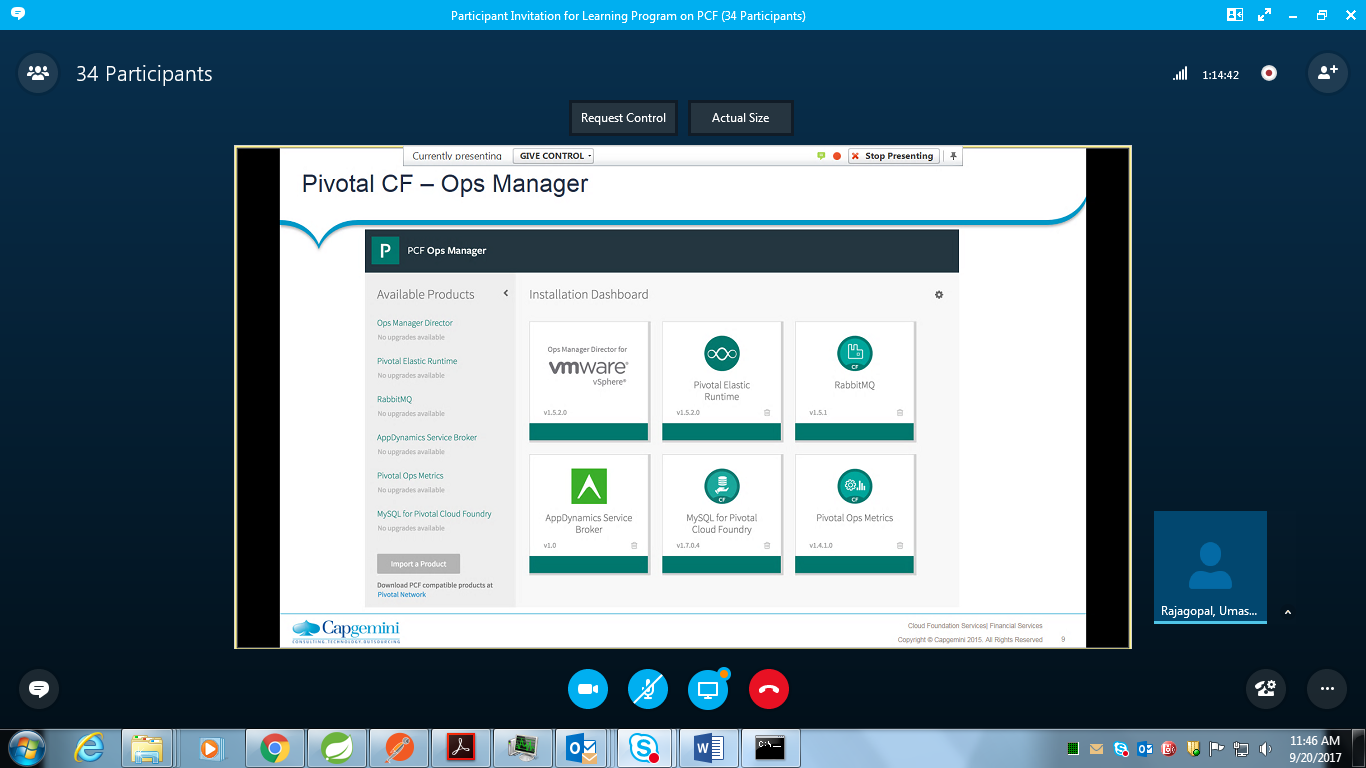 Participant Invitation for Learning Program on PCF (34 Participants)
34 Participants
1:14:42
Request Control
Actual Size
Currently presenting
GIVE CONTROL
Stop Presenting
Pivotal CF – Ops Manager
P
PCF Ops Manager
Available Products
Ops Manager Director
No upgrades available
Pivotal Elastic Runtime
No upgrades available
RabbitMQ
No upgrades available
AppDynamics Service Broker
No upgrades available
Pivotal Ops Metrics
No upgrades available
MySQL for Pivotal Cloud Foundry
No upgrades available
Import a Product
Download PCF compatible products at
Pivotal Network
Installation Dashboard
Ops Manager Director for
vmware®
vSphere®
v1.5.2.0
Pivotal Elastic
Runtime
v1.5.2.0
CF
RabbitMQ
v1.5.1
AppDynamics Service
Broker
v1.0
CF
MySQL for Pivotal
Cloud Foundry
v1.7.0.4
CF
Pivotal Ops Metrics
v1.4.1.0
Capgemini
CONSULTING.TECHNOLOGY.OUTSOURCING
Cloud Foundation Services| Financial Services
Copyright © Capgemini 2015. All Rights Reserved
9
Rajagopal, Umas...
C:\
11:46 AM
9/20/2017